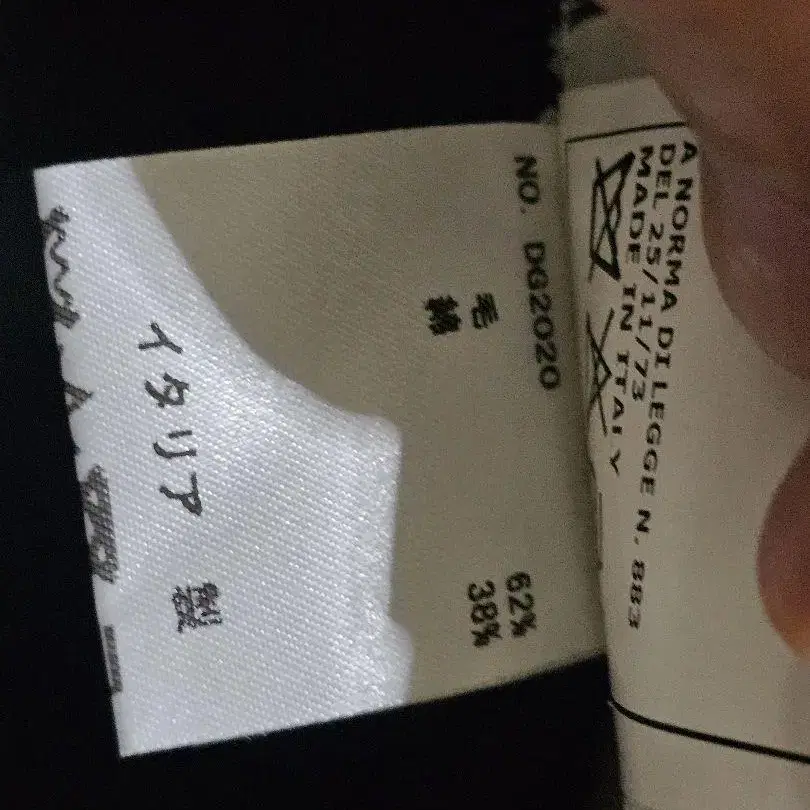 A NORMA DI LEGGE N. 883
DEL 25/11/73
MADE IN ITALY
NO. DG2020
毛 62%
綿 38%
イタリア 製